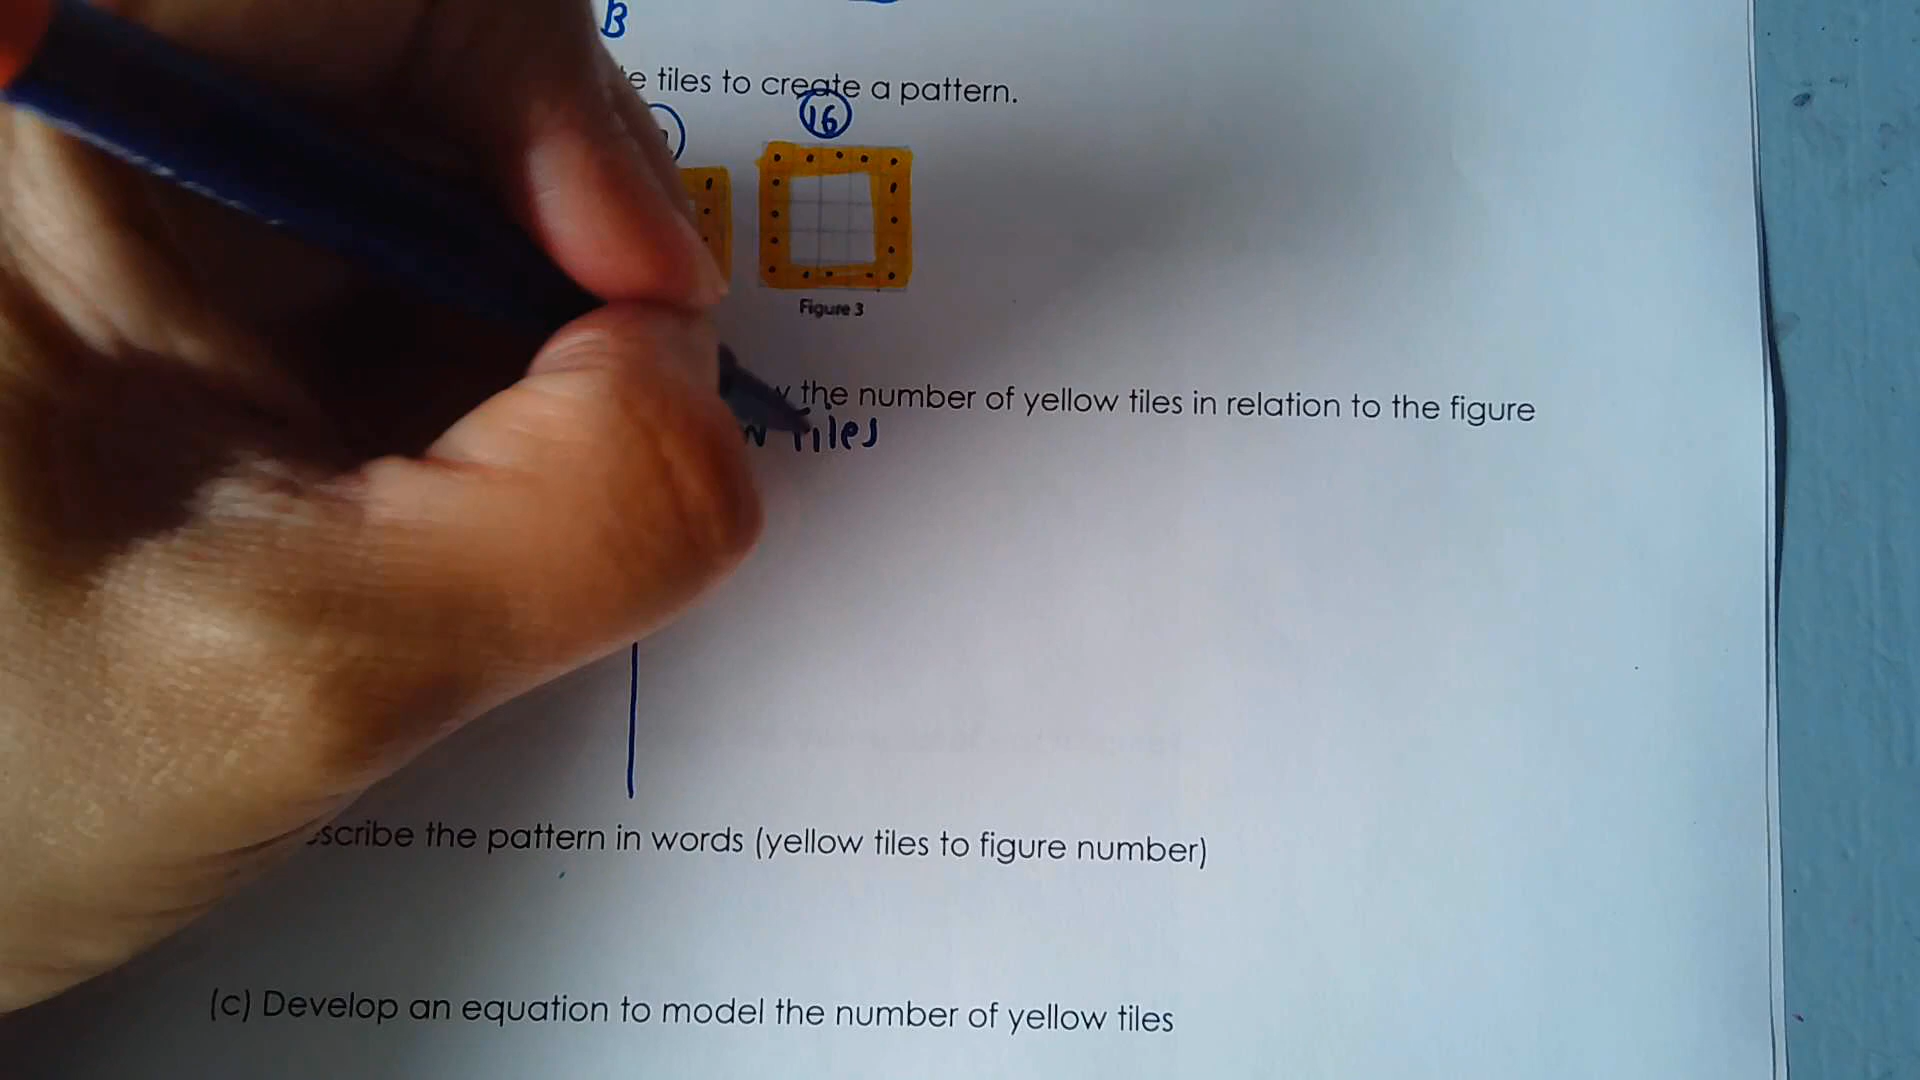 B
tiles to create a pattern.
16
Figure 3
the number of yellow tiles in relation to the figure
Tiles
scribe the pattern in words (yellow tiles to figure number)
(c) Develop an equation to model the number of yellow tiles